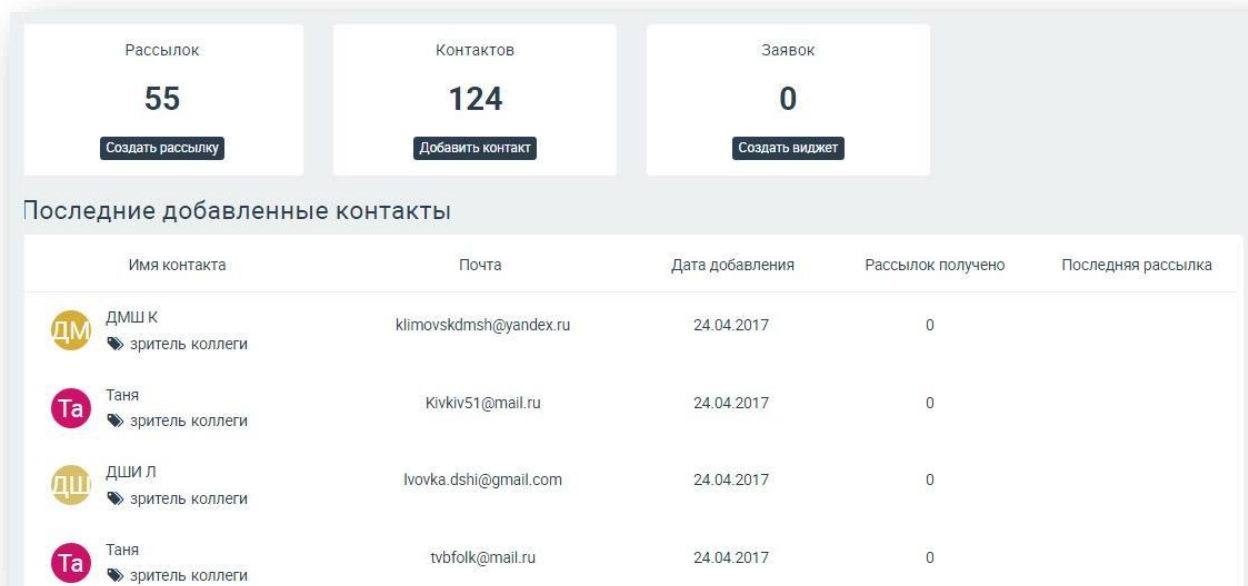 Рассылок Контактов Заявок
55 124 0
Создать рассылку Добавить контакт Создать виджет
Последние добавленные контакты
Имя контакта Почта Дата добавления Рассылок получено Последняя рассылка
ДМ ДМШ К klimovskdmsh@yandex.ru 24.04.2017 0
зритель коллеги
Та Таня Kivkiv51@mail.ru 24.04.2017 0
зритель коллеги
ДШ ДШИ Л lvovka.dshi@gmail.com 24.04.2017 0
зритель коллеги
Та Таня tvbfolk@mail.ru 24.04.2017 0
зритель коллеги